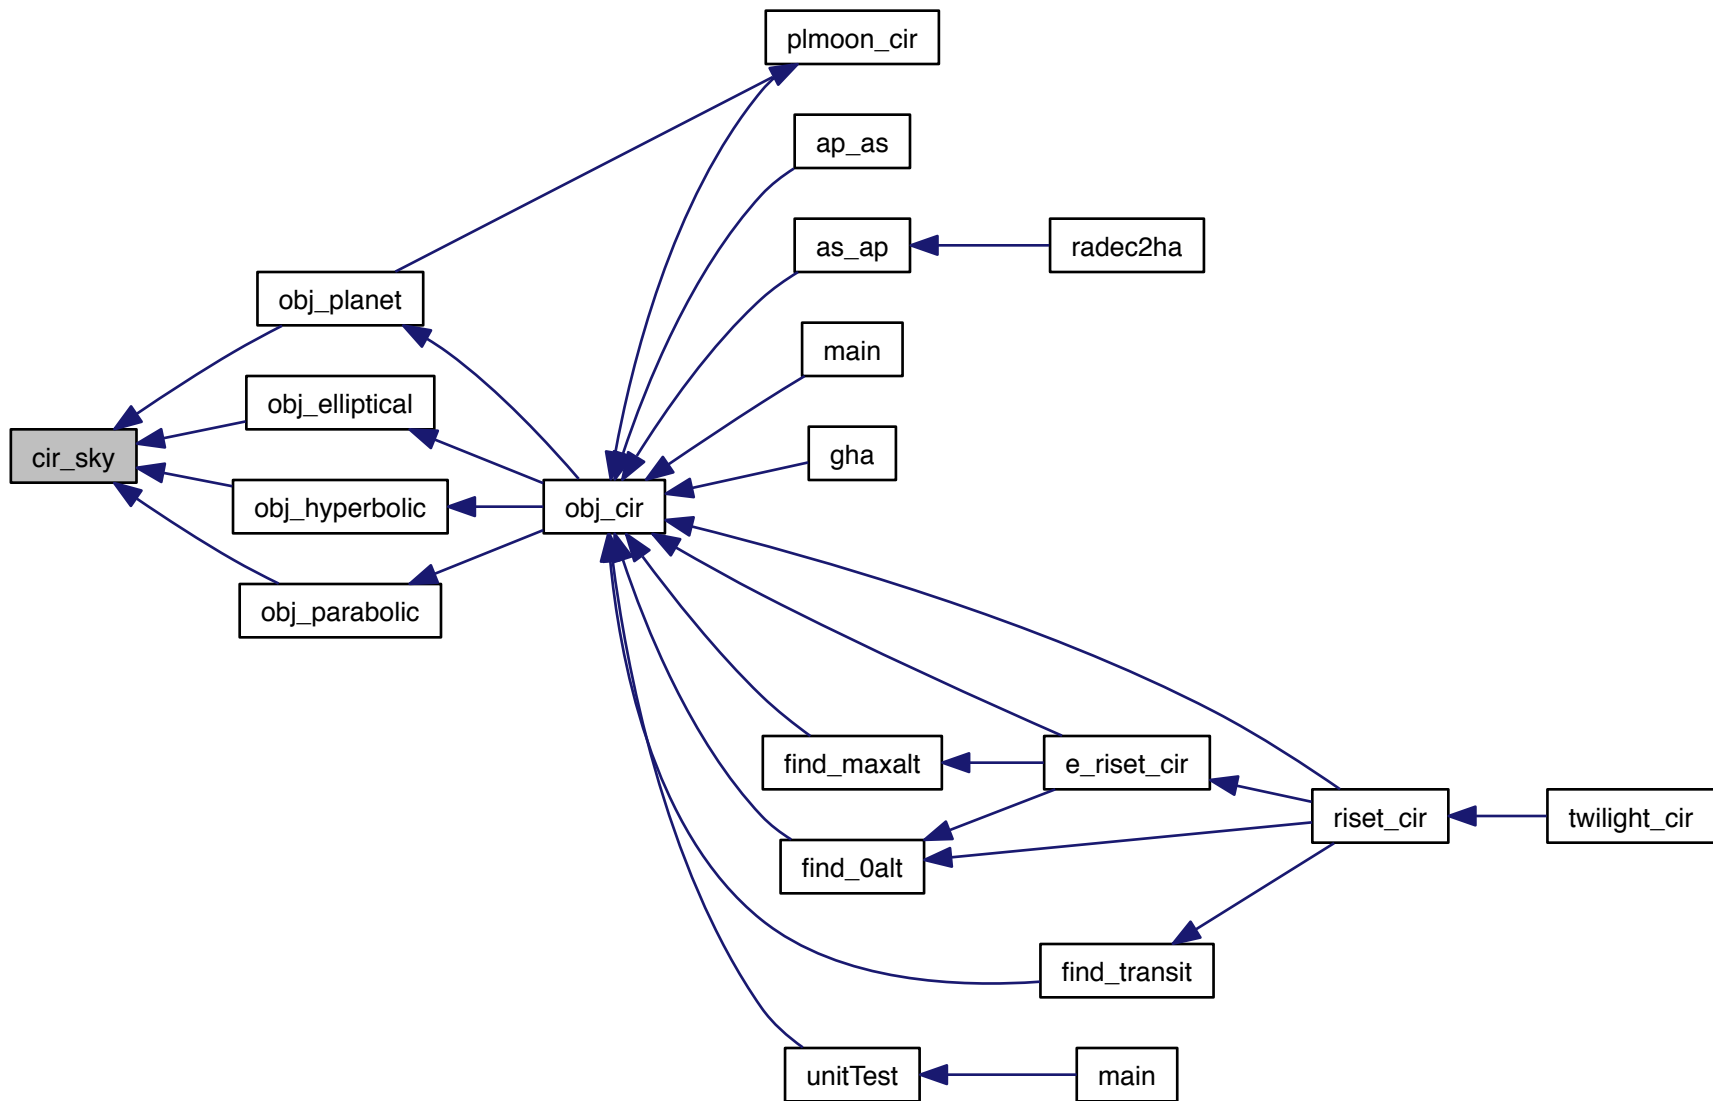 plmoon_cir
ap_as
as_ap
radec2ha
obj_planet
main
obj_elliptical
gha
cir_sky
obj_hyperbolic
obj_cir
obj_parabolic
find_maxalt
e_riset_cir
riset_cir
twilight_cir
find_0alt
find_transit
unitTest
main